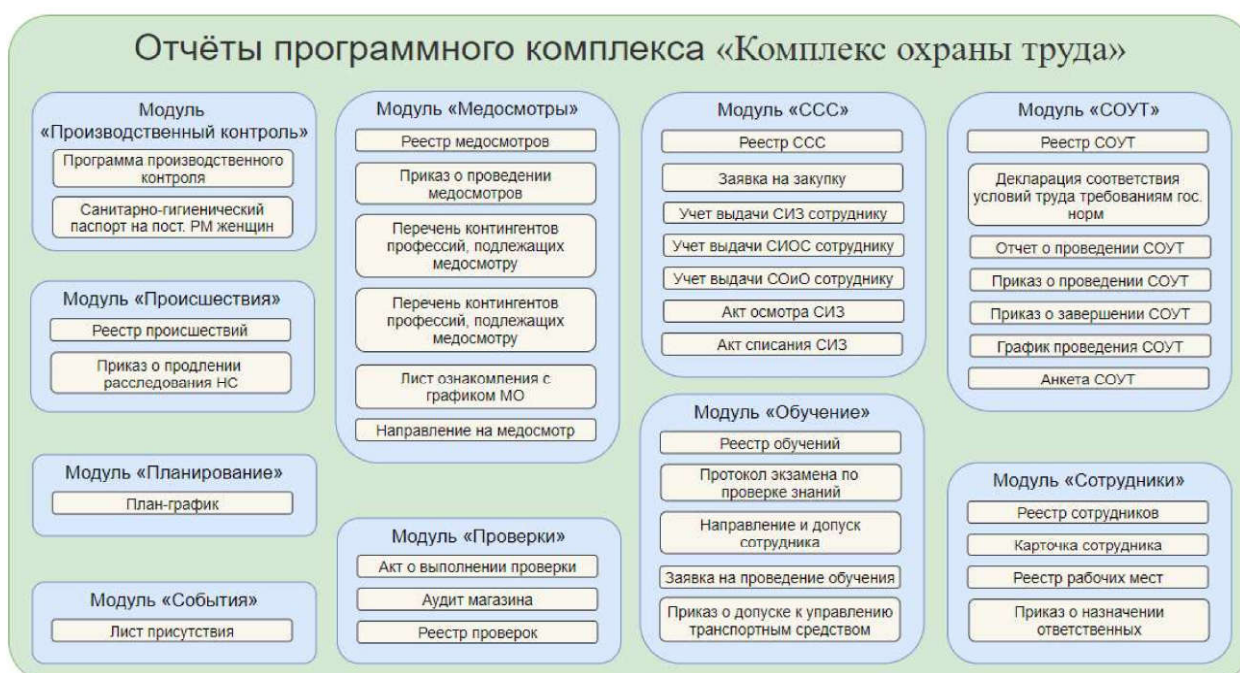 Отчёты программного комплекса «Комплекс охраны труда»
Модуль
«Производственный контроль»
Программа производственного
контроля
Санитарно-гигиенический
паспорт на пост. РМ женщин
Модуль «Происшествия»
Реестр происшествий
Приказ о продлении
расследования НС
Модуль «Планирование»
План-график
Модуль «События»
Лист присутствия
Модуль «Медосмотры»
Реестр медосмотров
Приказ о проведении
медосмотров
Перечень контингентов
профессий, подлежащих
медосмотру
Перечень контингентов
профессий, подлежащих
медосмотру
Лист ознакомления с
графиком МО
Направление на медосмотр
Модуль «Проверки»
Акт о выполнении проверки
Аудит магазина
Реестр проверок
Модуль «ССС»
Реестр ССС
Заявка на закупку
Учет выдачи СИЗ сотруднику
Учет выдачи СИОС сотруднику
Учет выдачи СОиО сотруднику
Акт осмотра СИЗ
Акт списания СИЗ
Модуль «Обучение»
Реестр обучений
Протокол экзамена по
проверке знаний
Направление и допуск
сотрудника
Заявка на проведение обучения
Приказ о допуске к управлению
транспортным средством
Модуль «СОУТ»
Реестр СОУТ
Декларация соответствия
условий труда требованиям гос.
норм
Отчет о проведении СОУТ
Приказ о проведении СОУТ
Приказ о завершении СОУТ
График проведения СОУТ
Анкета СОУТ
Модуль «Сотрудники»
Реестр сотрудников
Карточка сотрудника
Реестр рабочих мест
Приказ о назначении
ответственных